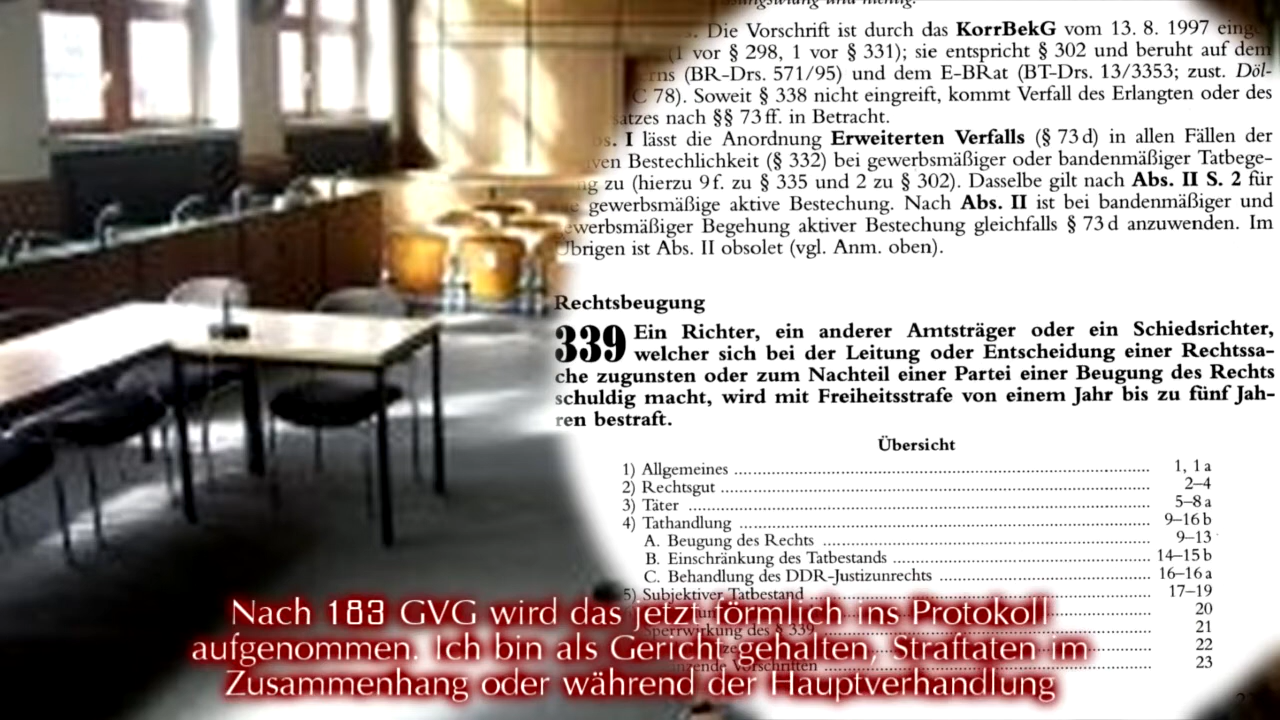 Die Vorschrift ist durch das KorrBekG vom 13. 8. 1997
(1 vor § 298, 1 vor § 331); sie entspricht § 302 und beruht auf dem
(BR-Drs. 571/95) und dem E-BRat (BT-Drs. 13/3353; zust. Döl-
C 78). Soweit § 338 nicht eingreift, kommt Verfall des Erlangten oder des
satzes nach §§ 73 ff. in Betracht.
I lässt die Anordnung Erweiterten Verfalls (§ 73 d) in allen Fällen der
ven Bestechlichkeit (§ 332) bei gewerbsmäßiger oder bandenmäßiger Tatbege-
ng zu (hierzu 9 f. zu § 335 und 2 zu § 302). Dasselbe gilt nach Abs. II S. 2 für
gewerbsmäßige aktive Bestechung. Nach Abs. II ist bei bandenmäßiger und
ewerbsmäßiger Begehung aktiver Bestechung gleichfalls § 73 d anzuwenden. Im
Übrigen ist Abs. II obsolet (vgl. Anm. oben).
Rechtsbeugung
339 Ein Richter, ein anderer Amtsträger oder ein Schiedsrichter,
welcher sich bei der Leitung oder Entscheidung einer Rechtssa-
che zugunsten oder zum Nachteil einer Partei einer Beugung des Rechts
schuldig macht, wird mit Freiheitsstrafe von einem Jahr bis zu fünf Jah-
ren bestraft.
Übersicht
1) Allgemeines 1, 1 a
2) Rechtsgut 2–4
3) Täter 5–8 a
4) Tathandlung 9–16 b
A. Beugung des Rechts 9–13
B. Einschränkung des Tatbestands 14–15 b
C. Behandlung des DDR-Justizunrechts 16–16 a
5) Subjektiver Tatbestand 17–19
20
Sperrwirkung des § 339 21
22
Vorschriften 23
Nach 183 GVG wird das jetzt förmlich ins Protokoll
aufgenommen. Ich bin als Gericht gehalten, Straftaten im
Zusammenhang oder während der Hauptverhandlung